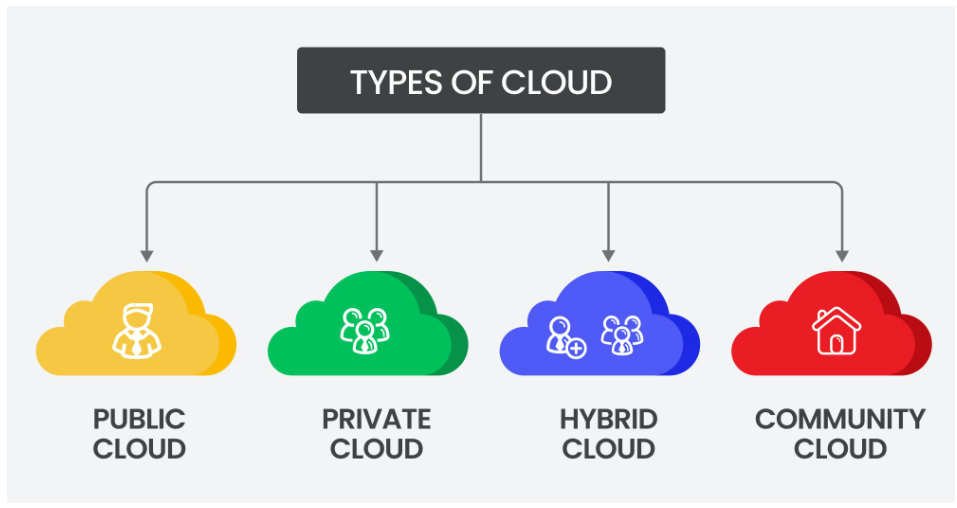 TYPES OF CLOUD
PUBLIC
CLOUD
PRIVATE
CLOUD
HYBRID
CLOUD
COMMUNITY
CLOUD